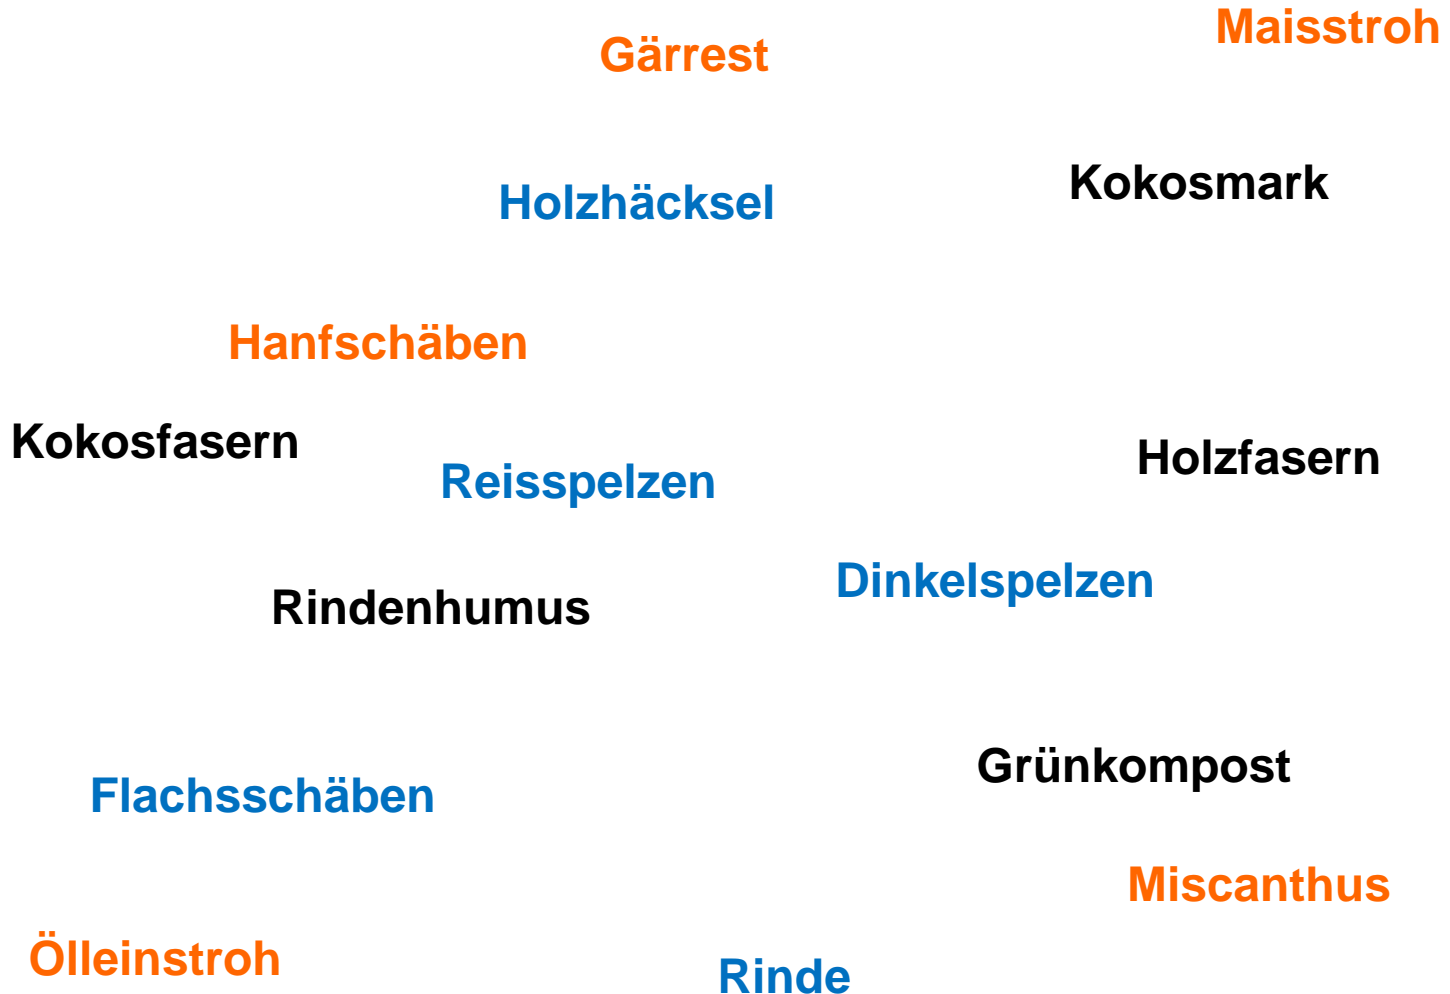 Maisstroh
Gärrest
Kokosmark
Holzhäcksel
Hanfschäben
Kokosfasern
Holzfasern
Reisspelzen
Dinkelspelzen
Rindenhumus
Grünkompost
Flachsschäben
Miscanthus
Ölleinstroh
Rinde